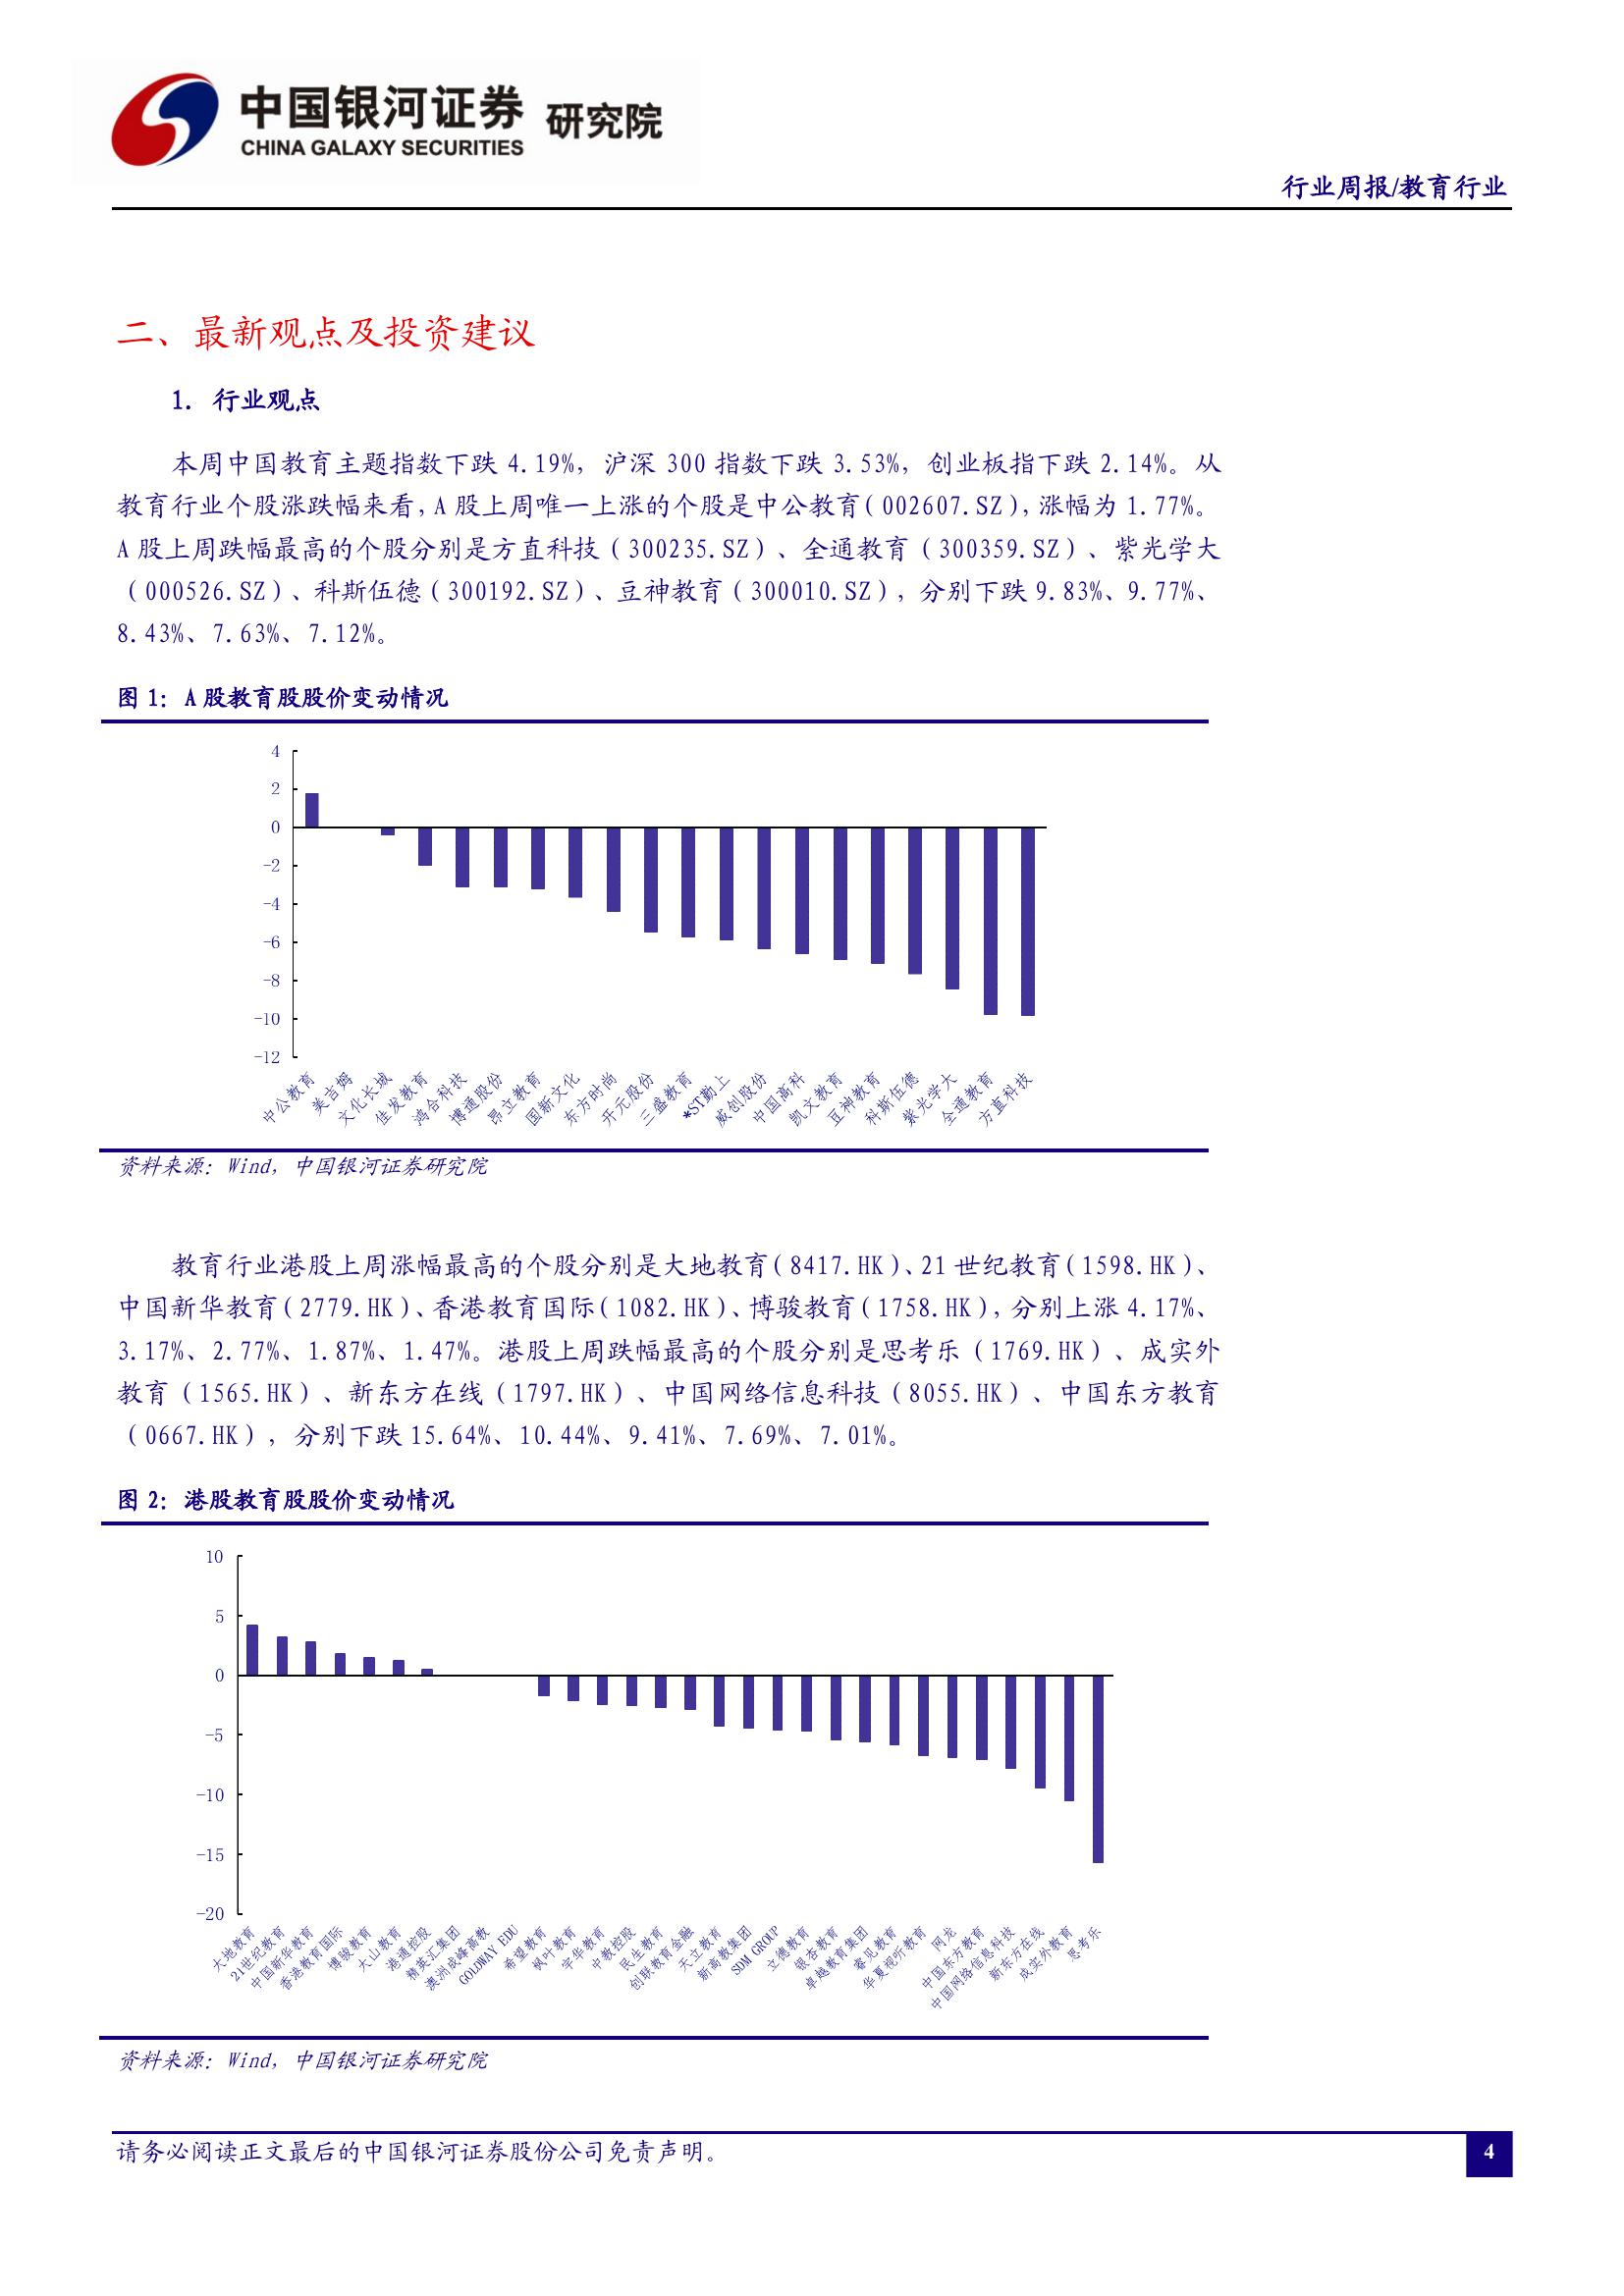 中国银河证券 研究院
CHINA GALAXY SECURITIES
行业周报/教育行业
二、最新观点及投资建议
1. 行业观点
本周中国教育主题指数下跌 4.19%，沪深 300 指数下跌 3.53%，创业板指下跌 2.14%。从
教育行业个股涨跌幅来看，A 股上周唯一上涨的个股是中公教育（002607.SZ），涨幅为 1.77%。
A 股上周跌幅最高的个股分别是方直科技（300235.SZ）、全通教育（300359.SZ）、紫光学大
（000526.SZ）、科斯伍德（300192.SZ）、豆神教育（300010.SZ），分别下跌 9.83%、9.77%、
8.43%、7.63%、7.12%。
图 1：A 股教育股股价变动情况
4
2
0
-2
-4
-6
-8
-10
-12
中公教育
美吉姆
文化长城
佳发教育
鸿合科技
博通股份
昂立教育
国新文化
东方时尚
开元股份
三盛教育
*ST勤上
威创股份
中国高科
凯文教育
豆神教育
科斯伍德
紫光学大
全通教育
方直科技
资料来源：Wind，中国银河证券研究院
教育行业港股上周涨幅最高的个股分别是大地教育（8417.HK）、21 世纪教育（1598.HK）、
中国新华教育（2779.HK）、香港教育国际（1082.HK）、博骏教育（1758.HK），分别上涨 4.17%、
3.17%、2.77%、1.87%、1.47%。港股上周跌幅最高的个股分别是思考乐（1769.HK）、成实外
教育（1565.HK）、新东方在线（1797.HK）、中国网络信息科技（8055.HK）、中国东方教育
（0667.HK），分别下跌 15.64%、10.44%、9.41%、7.69%、7.01%。
图 2：港股教育股股价变动情况
10
5
0
-5
-10
-15
-20
大地教育
21世纪教育
中国新华教育
香港教育国际
博骏教育
大山教育
港通控股
精英汇集团
澳洲成峰高教
GOLDWAY EDU
希望教育
枫叶教育
宇华教育
中教控股
民生教育
创联教育金融
天立教育
新高教集团
SDM GROUP
立德教育
银杏教育
卓越教育集团
睿见教育
华夏视听教育
网龙
中国东方教育
中国网络信息科技
新东方在线
成实外教育
思考乐
资料来源：Wind，中国银河证券研究院
请务必阅读正文最后的中国银河证券股份公司免责声明。
4